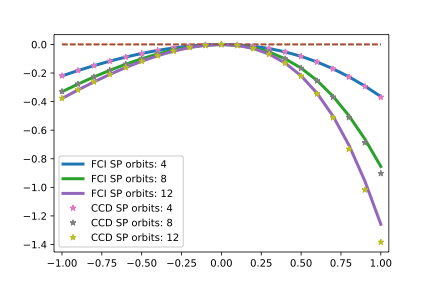 0.0
−0.2
−0.4
−0.6
−0.8
−1.0
−1.2
−1.4
FCI SP orbits: 4
FCI SP orbits: 8
FCI SP orbits: 12
CCD SP orbits: 4
CCD SP orbits: 8
CCD SP orbits: 12
−1.00 −0.75 −0.50 −0.25 0.00 0.25 0.50 0.75 1.00